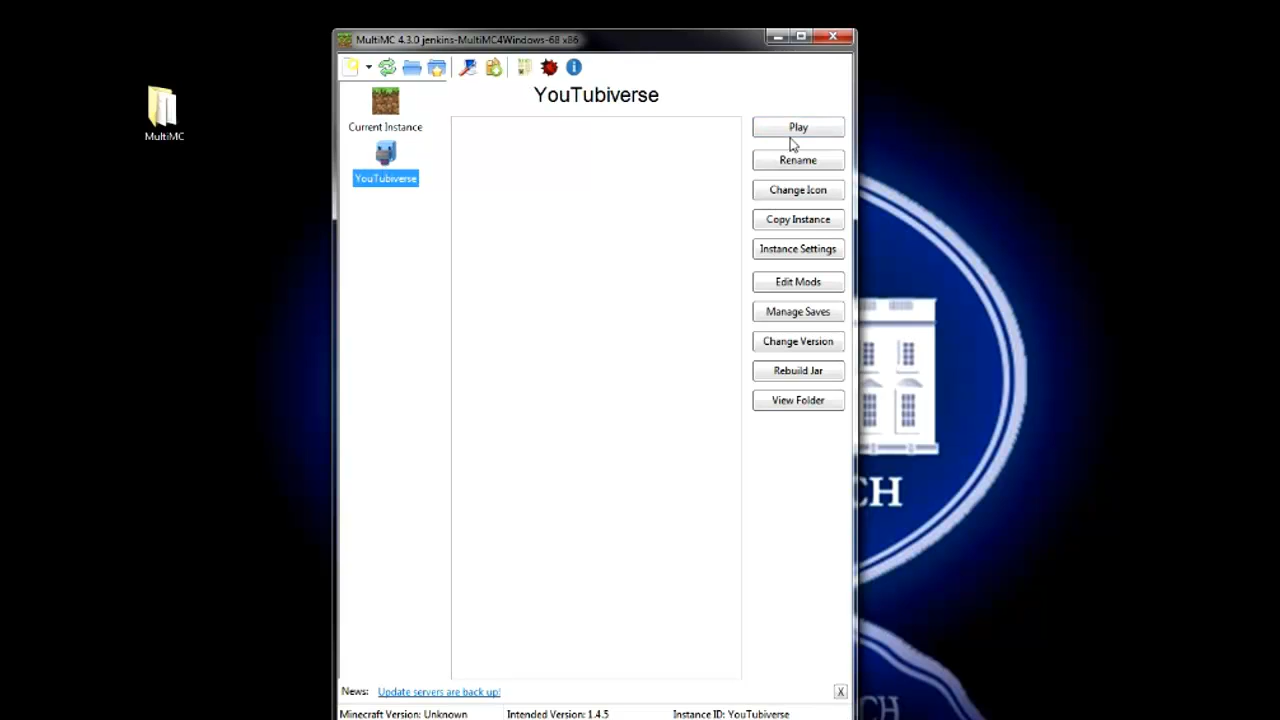 MultiMC 4.3.0 jenkins-MultiMC4Windows-68 x86
MultiMC
YouTubiverse
Current Instance
YouTubiverse
Play
Rename
Change Icon
Copy Instance
Instance Settings
Edit Mods
Manage Saves
Change Version
Rebuild Jar
View Folder
CH
News: Update servers are back up! X
Minecraft Version: Unknown Intended Version: 1.4.5 Instance ID: YouTubiverse
CH